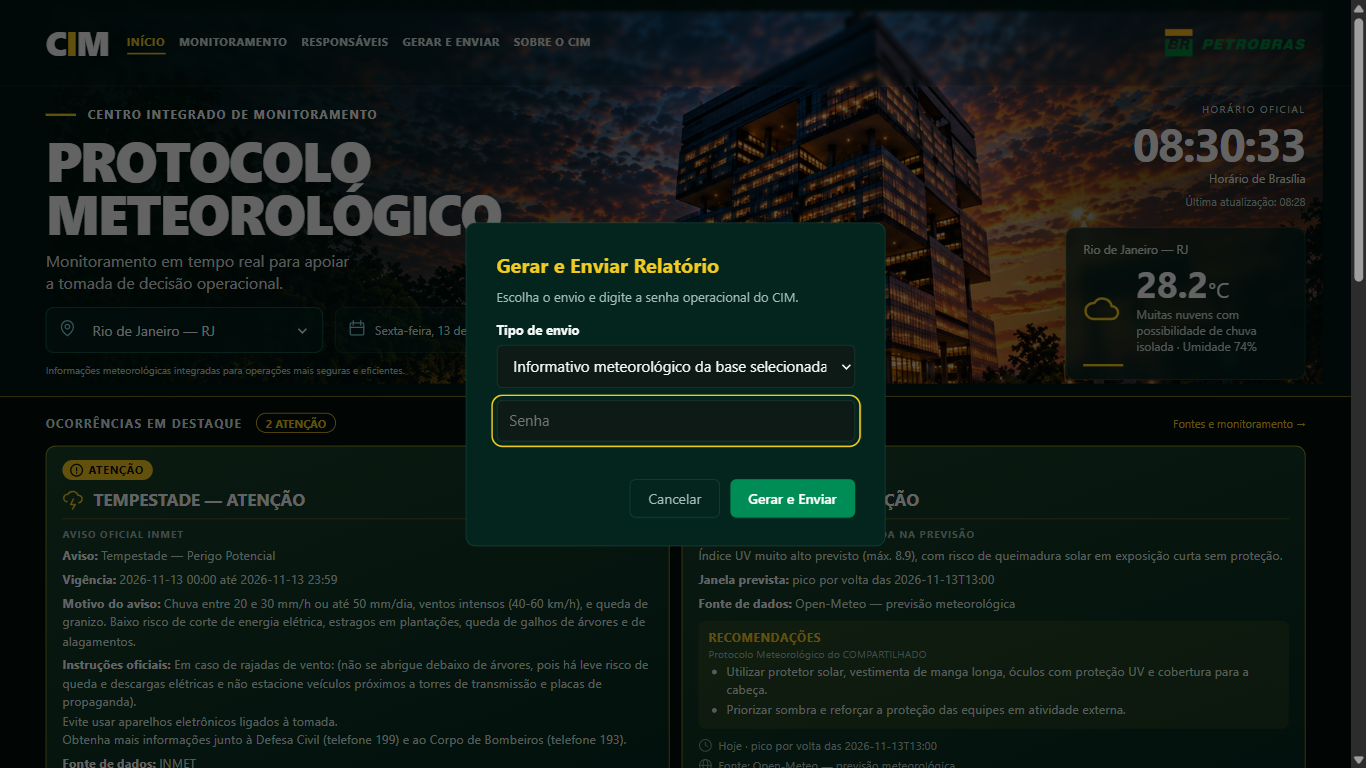 CIM
INÍCIO
MONITORAMENTO
RESPONSÁVEIS
GERAR E ENVIAR
SOBRE O CIM
BR PETROBRAS
CENTRO INTEGRADO DE MONITORAMENTO
PROTOCOLO
METEOROLÓGICO
Monitoramento em tempo real para apoiar
a tomada de decisão operacional.
Rio de Janeiro — RJ
Sexta-feira, 13 de
Informações meteorológicas integradas para operações mais seguras e eficientes.
HORÁRIO OFICIAL
08:30:33
Horário de Brasília
Última atualização: 08:28
Rio de Janeiro — RJ
28.2°C
Muitas nuvens com
possibilidade de chuva
isolada · Umidade 74%
Gerar e Enviar Relatório
Escolha o envio e digite a senha operacional do CIM.
Tipo de envio
Informativo meteorológico da base selecionada
Senha
Cancelar
Gerar e Enviar
OCORRÊNCIAS EM DESTAQUE
2 ATENÇÃO
Fontes e monitoramento →
ATENÇÃO
TEMPESTADE — ATENÇÃO
AVISO OFICIAL INMET
Aviso: Tempestade — Perigo Potencial
Vigência: 2026-11-13 00:00 até 2026-11-13 23:59
Motivo do aviso: Chuva entre 20 e 30 mm/h ou até 50 mm/dia, ventos intensos (40-60 km/h), e queda de
granizo. Baixo risco de corte de energia elétrica, estragos em plantações, queda de galhos de árvores e de
alagamentos.
Instruções oficiais: Em caso de rajadas de vento: (não se abrigue debaixo de árvores, pois há leve risco de
queda e descargas elétricas e não estacione veículos próximos a torres de transmissão e placas de
propaganda).
Evite usar aparelhos eletrônicos ligados à tomada.
Obtenha mais informações junto à Defesa Civil (telefone 199) e ao Corpo de Bombeiros (telefone 193).
Fonte de dados: INMET
ÇÃO
DA NA PREVISÃO
Índice UV muito alto previsto (máx. 8.9), com risco de queimadura solar em exposição curta sem proteção.
Janela prevista: pico por volta das 2026-11-13T13:00
Fonte de dados: Open-Meteo — previsão meteorológica
RECOMENDAÇÕES
Protocolo Meteorológico do COMPARTILHADO
• Utilizar protetor solar, vestimenta de manga longa, óculos com proteção UV e cobertura para a
cabeça.
• Priorizar sombra e reforçar a proteção das equipes em atividade externa.
Hoje · pico por volta das 2026-11-13T13:00
Fonte: Open-Meteo — previsão meteorológica